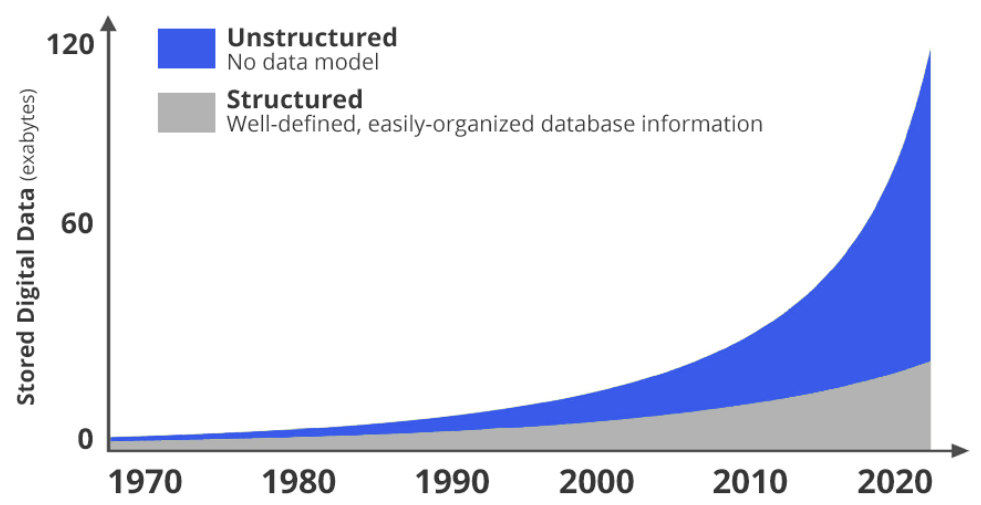 120
Unstructured
No data model
Structured
Well-defined, easily-organized database information
Stored Digital Data (exabytes)
60
0
1970 1980 1990 2000 2010 2020